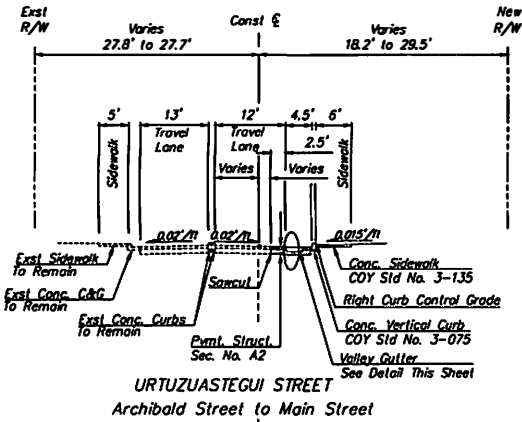 Exst
R/W
Varies
27.8' to 27.7'
Const ℄
Varies
18.2' to 29.5'
New
R/W
5'
13'
12'
4.5'
6'
Travel
Lane
Travel
Lane
2.5'
Sidewalk
Varies
Varies
Sidewalk
0.02'/ft
0.02'/ft
0.015'/ft
Exst Sidewalk
To Remain
Exst Conc. C&G
To Remain
Exst Conc. Curbs
To Remain
Sawcut
Pvmt. Struct.
Sec. No. A2
Conc. Sidewalk
COY Std No. 3-135
Right Curb Control Grade
Conc. Vertical Curb
COY Std No. 3-075
Valley Gutter
See Detail This Sheet
URTUZUASTEGUI STREET
Archibald Street to Main Street